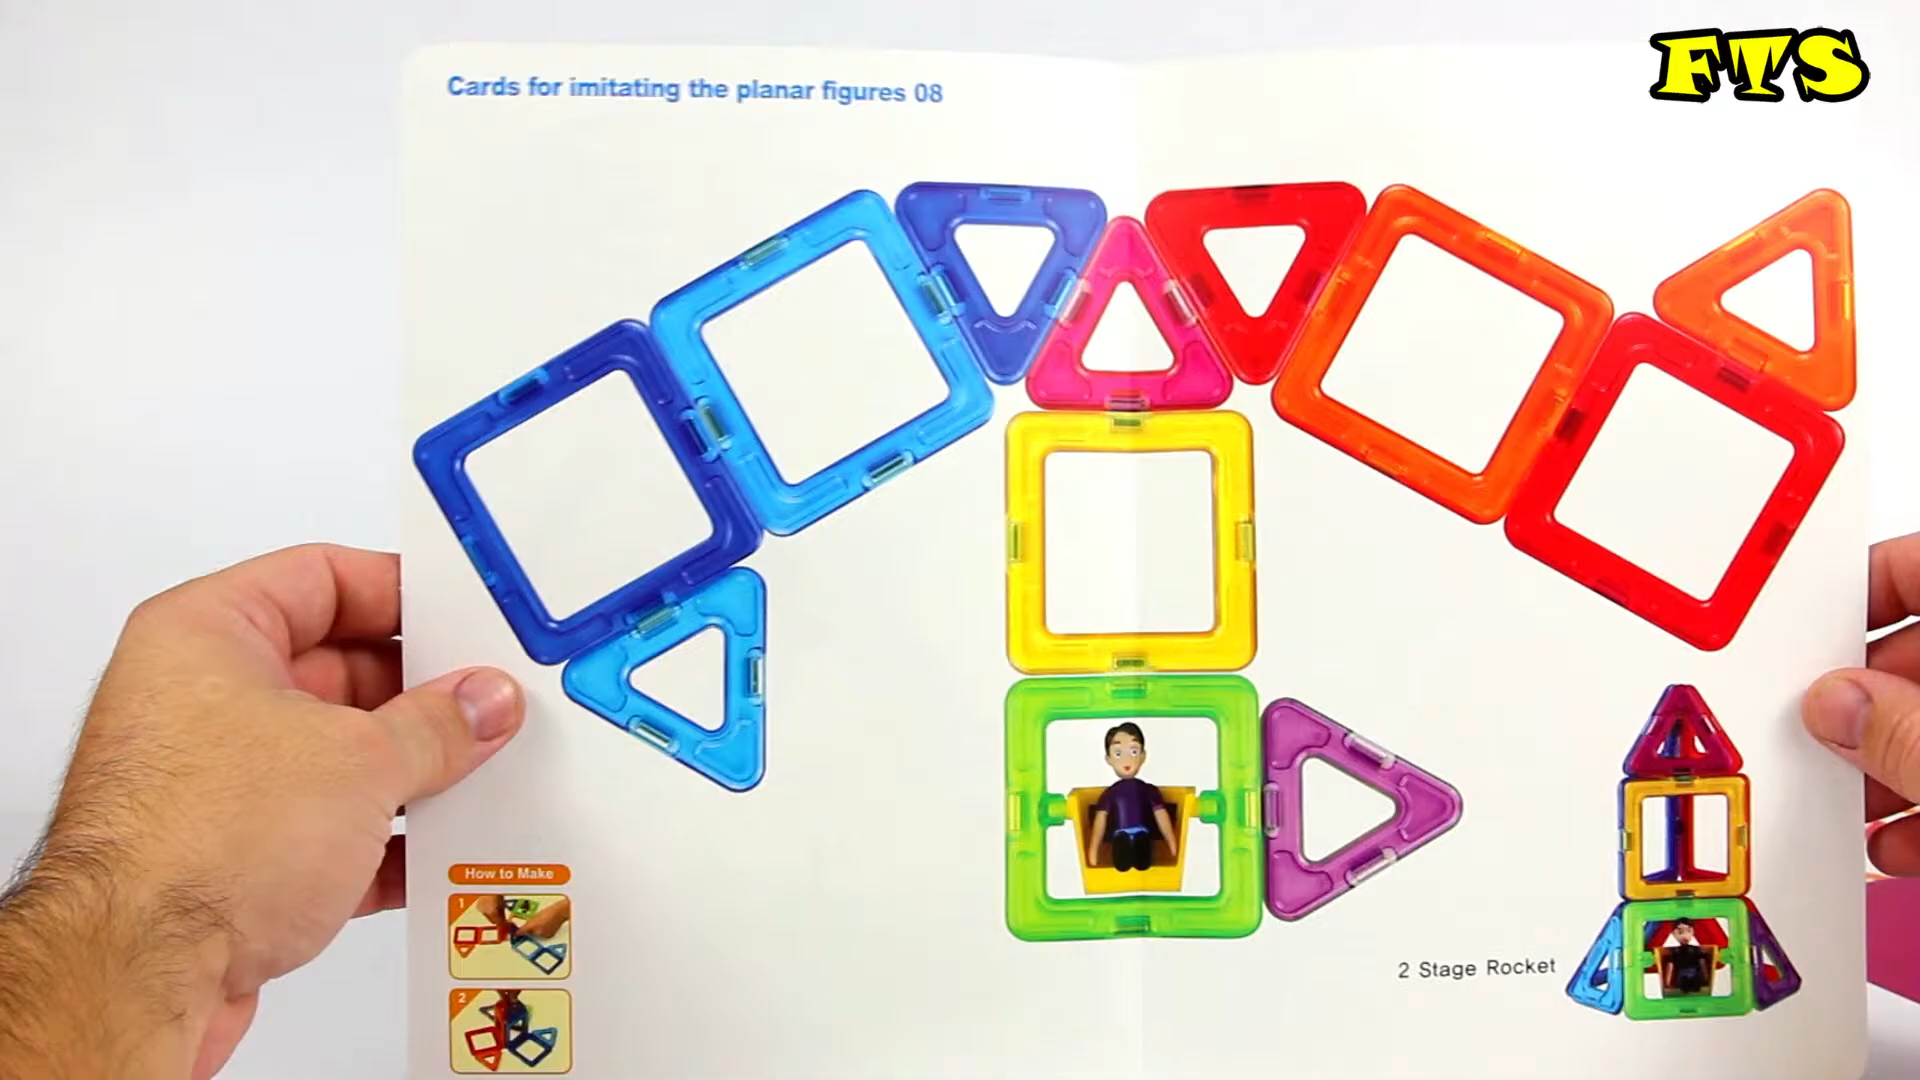 FTS
Cards for imitating the planar figures 08
How to Make
1
2
2 Stage Rocket